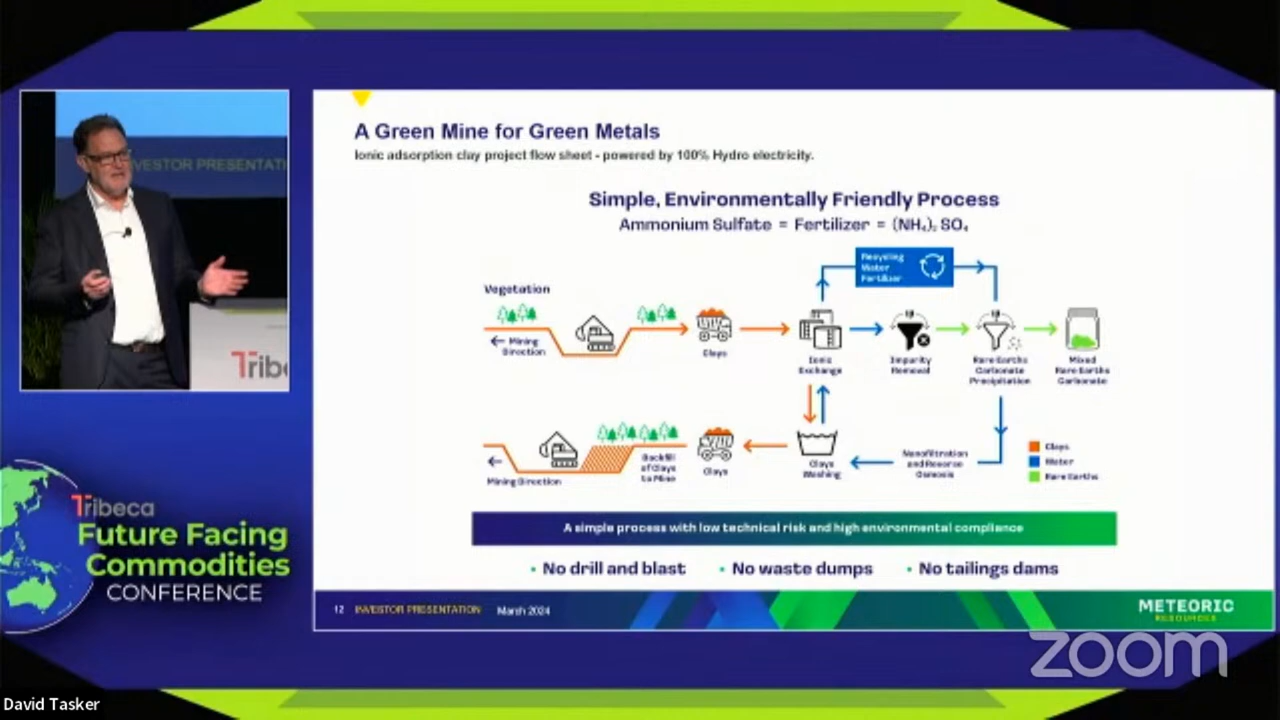 INVESTOR PRESENTATI
Tribe
Tribeca
Future Facing
Commodities
CONFERENCE
A Green Mine for Green Metals
Ionic adsorption clay project flow sheet - powered by 100% Hydro electricity.
Simple, Environmentally Friendly Process
Ammonium Sulfate = Fertilizer = (NH₄)₂ SO₄
Recycling
Water
Fertilizer
Vegetation
Mining
Direction
Clays
Ionic
Exchange
Impurity
Removal
Rare Earths
Carbonate
Precipitation
Mixed
Rare Earths
Carbonate
Mining Direction
Backfill
of Clays
to Mine
Clays
Clays
Washing
Nanofiltration
and Reverse
Osmosis
Clays
Water
Rare Earths
A simple process with low technical risk and high environmental compliance
• No drill and blast • No waste dumps • No tailings dams
12 INVESTOR PRESENTATION March 2024
METEORIC
RESOURCES
zoom
David Tasker